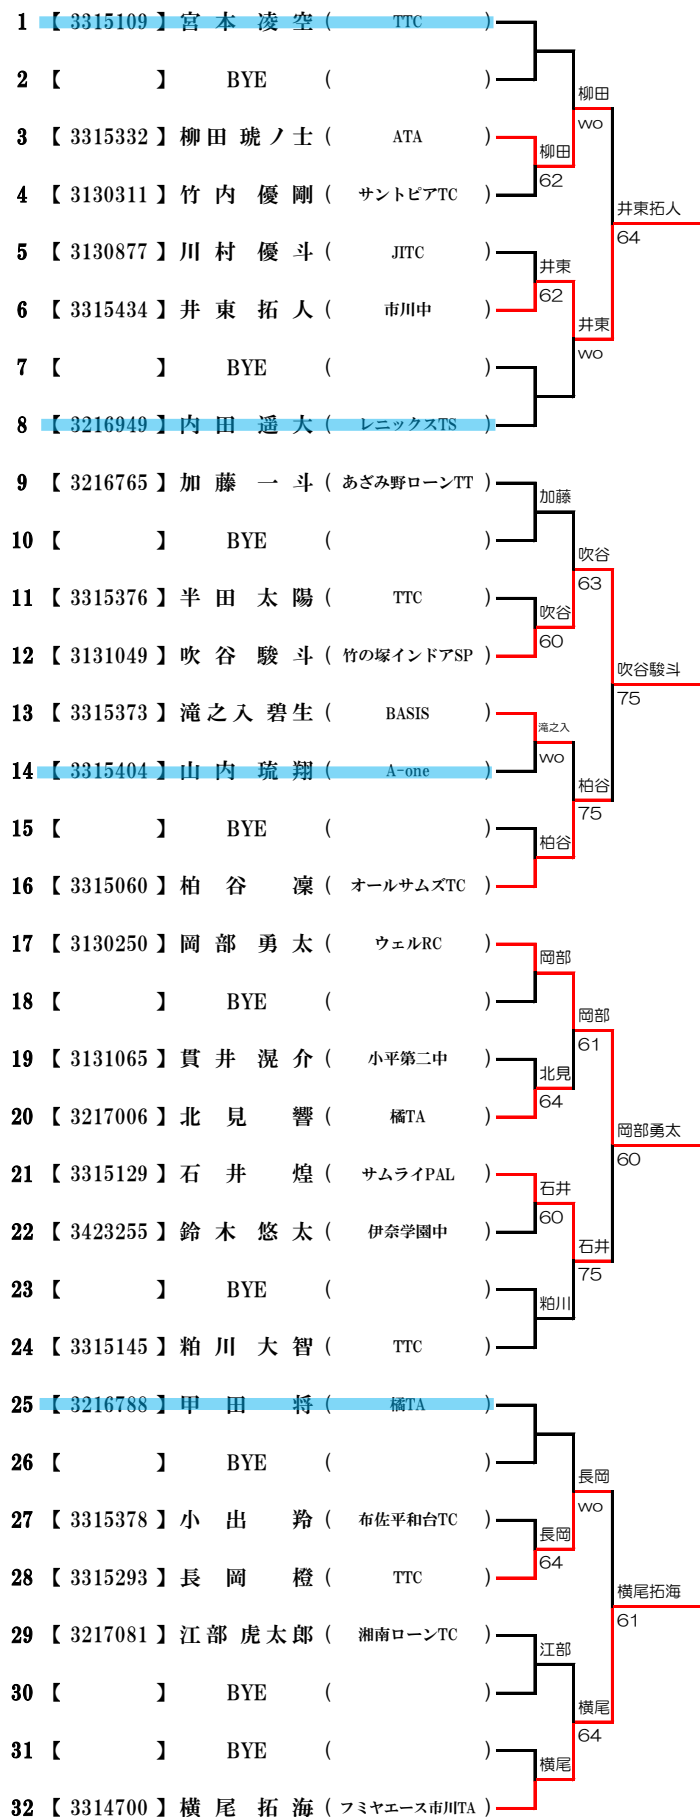 1 【 3315109 】 宮本 凌空 ( TTC )
2 【 】 BYE ( )
柳田
wo
3 【 3315332 】 柳田 琥ノ士 ( ATA )
柳田
62
4 【 3130311 】 竹内 優剛 ( サントピアTC )
井東拓人
64
5 【 3130877 】 川村 優斗 ( JITC )
井東
62
6 【 3315434 】 井東 拓人 ( 市川中 )
井東
wo
7 【 】 BYE ( )
8 【 3216949 】 内田 遥大 ( レニックスTS )
9 【 3216765 】 加藤 一斗 ( あざみ野ローンTT )
加藤
10 【 】 BYE ( )
吹谷
63
11 【 3315376 】 半田 太陽 ( TTC )
吹谷
60
12 【 3131049 】 吹谷 駿斗 ( 竹の塚インドアSP )
吹谷駿斗
75
13 【 3315373 】 滝之入 碧生 ( BASIS )
滝之入
wo
14 【 3315404 】 山内 琉翔 ( A-one )
柏谷
75
15 【 】 BYE ( )
柏谷
16 【 3315060 】 柏谷 凜 ( オールサムズTC )
17 【 3130250 】 岡部 勇太 ( ウェルRC )
岡部
18 【 】 BYE ( )
岡部
61
19 【 3131065 】 貫井 滉介 ( 小平第二中 )
北見
64
20 【 3217006 】 北見 響 ( 橘TA )
岡部勇太
60
21 【 3315129 】 石井 煌 ( サムライPAL )
石井
60
22 【 3423255 】 鈴木 悠太 ( 伊奈学園中 )
石井
75
23 【 】 BYE ( )
粕川
24 【 3315145 】 粕川 大智 ( TTC )
25 【 3216788 】 甲田 将 ( 橘TA )
26 【 】 BYE ( )
長岡
wo
27 【 3315378 】 小出 羚 ( 布佐平和台TC )
長岡
64
28 【 3315293 】 長岡 橙 ( TTC )
横尾拓海
61
29 【 3217081 】 江部 虎太郎 ( 湘南ローンTC )
江部
30 【 】 BYE ( )
横尾
64
31 【 】 BYE ( )
横尾
32 【 3314700 】 横尾 拓海 ( フミヤエース市川TA )